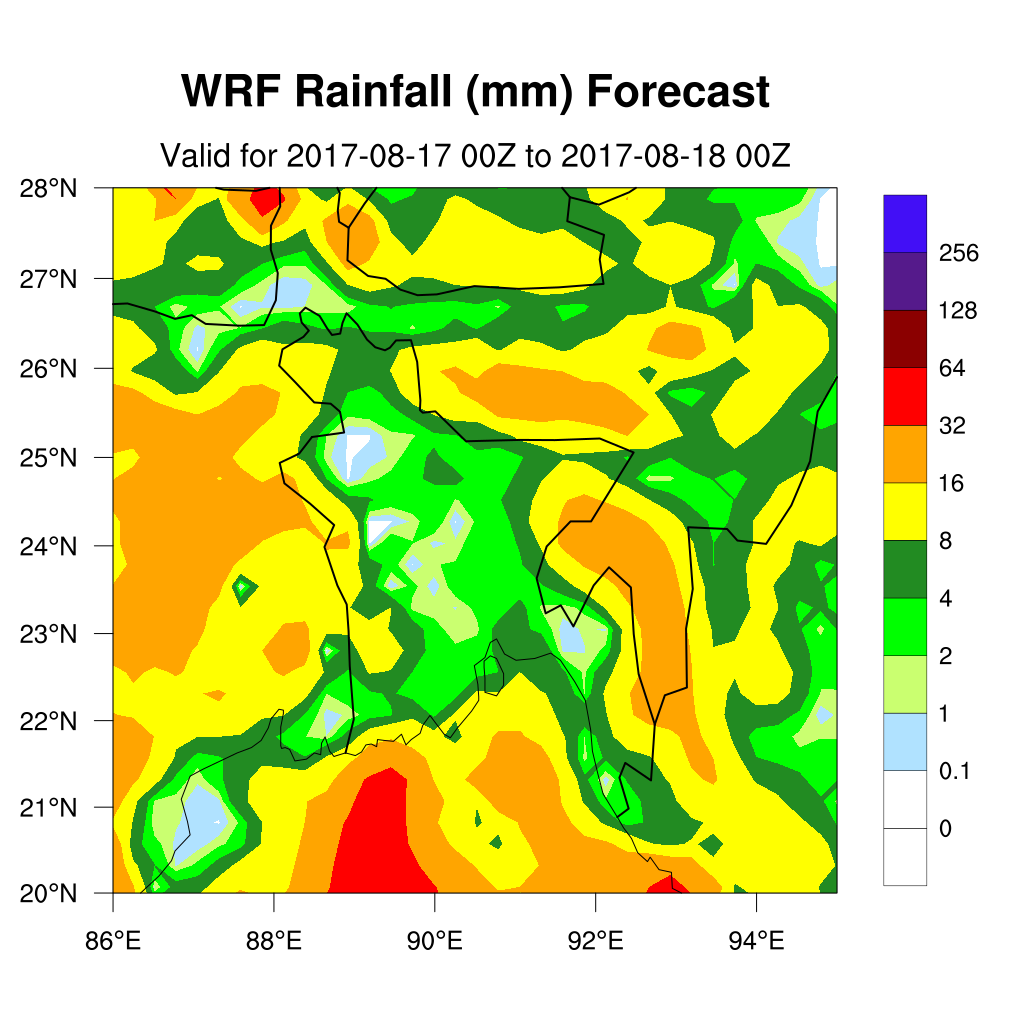 WRF Rainfall (mm) Forecast
Valid for 2017-08-17 00Z to 2017-08-18 00Z
28°N
27°N
26°N
25°N
24°N
23°N
22°N
21°N
20°N
86°E 88°E 90°E 92°E 94°E
256
128
64
32
16
8
4
2
1
0.1
0